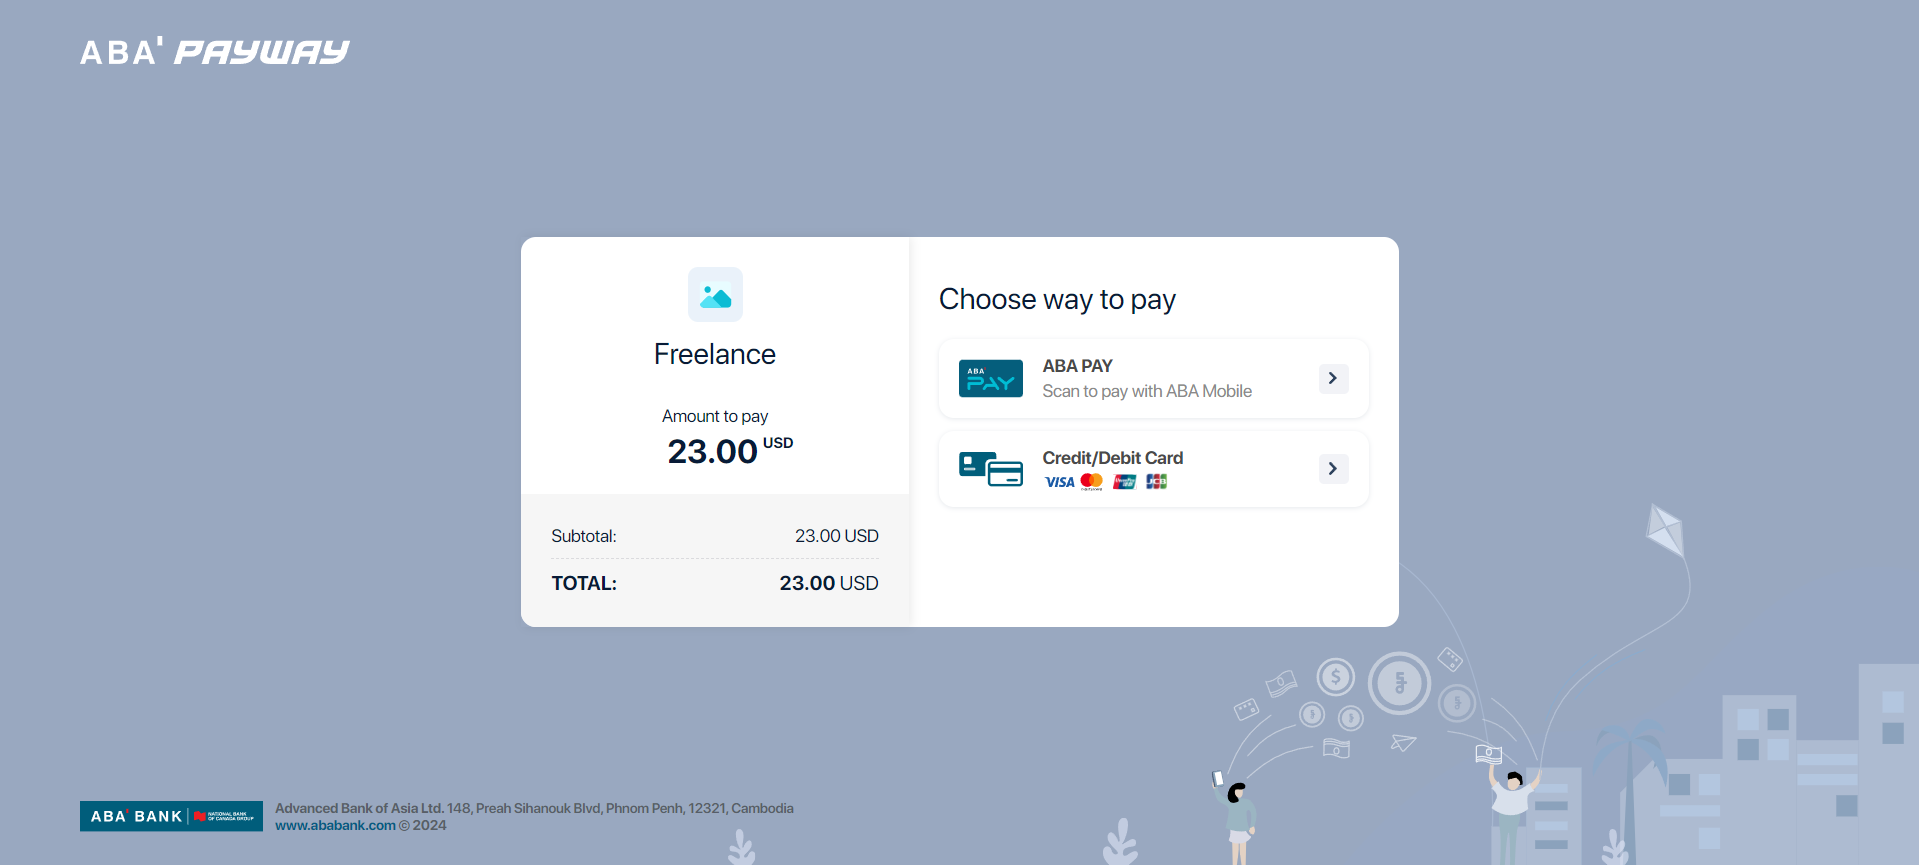 ABA' PAYWAY
Freelance
Amount to pay
23.00 USD
Subtotal: 23.00 USD
TOTAL: 23.00 USD
Choose way to pay
ABA PAY
ABA' PAY
Scan to pay with ABA Mobile
Credit/Debit Card
VISA mastercard UnionPay JCB
ABA' BANK NATIONAL BANK OF CANADA GROUP
Advanced Bank of Asia Ltd. 148, Preah Sihanouk Blvd, Phnom Penh, 12321, Cambodia
www.ababank.com © 2024